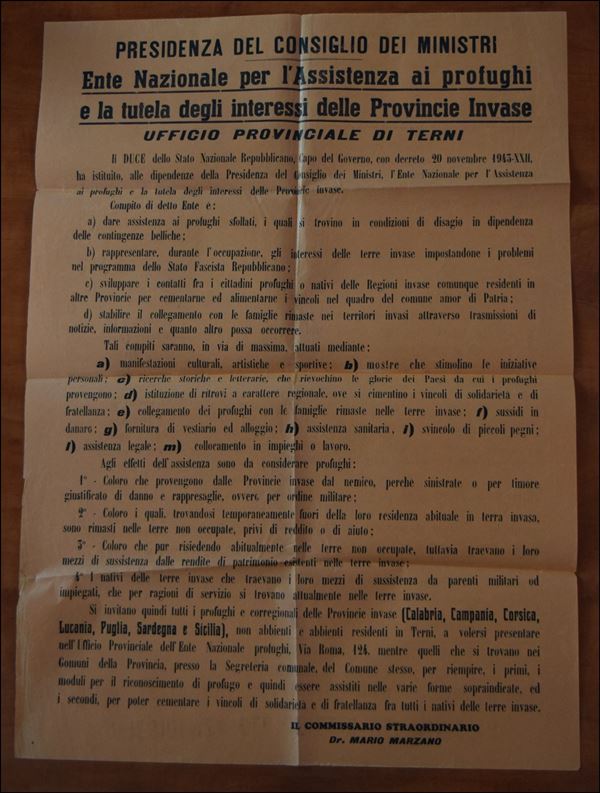 PRESIDENZA DEL CONSIGLIO DEI MINISTRI
Ente Nazionale per l'Assistenza ai profughi
e la tutela degli interessi delle Provincie Invase
UFFICIO PROVINCIALE DI TERNI
Il DUCE dello Stato Nazionale Repubblicano, Capo del Governo, con decreto 20 novembre 1943-XXII,
ha istituito, alle dipendenze della Presidenza del Consiglio dei Ministri, l'Ente Nazionale per l'Assistenza
ai profughi e la tutela degli interessi delle Provincie invase.
Compito di detto Ente è:
a) dare assistenza ai profughi sfollati, i quali si trovino in condizioni di disagio in dipendenza
delle contingenze belliche;
b) rappresentare, durante l'occupazione, gli interessi delle terre invase impostandone i problemi
nel programma dello Stato Fascista Repubblicano;
c) sviluppare i contatti fra i cittadini profughi o nativi delle Regioni invase comunque residenti in
altre Provincie per cementarne ed alimentarne i vincoli nel quadro del comune amor di Patria;
d) stabilire il collegamento con le famiglie rimaste nei territori invasi attraverso trasmissioni di
notizie, informazioni e quanto altro possa occorrere.
Tali compiti saranno, in via di massima, attuati mediante:
a) manifestazioni culturali, artistiche e sportive; b) mostre che stimolino le iniziative
personali; c) ricerche storiche e letterarie, che rievochino le glorie dei Paesi da cui i profughi
provengono; d) istituzione di ritrovi a carattere regionale, ove si cimentino i vincoli di solidarietà e di
fratellanza; e) collegamento dei profughi con le famiglie rimaste nelle terre invase; f) sussidi in
danaro; g) fornitura di vestiario ed alloggio; h) assistenza sanitaria, i) svincolo di piccoli pegni;
l) assistenza legale; m) colloramento in impieghi o lavoro.
Agli effetti dell'assistenza sono da considerare profughi:
1° - Coloro che provengono dalle Provincie invase dal nemico, perchè sinistrate o per timore
giustificato di danno e rappresaglie, ovvero per ordine militare;
2° - Coloro i quali, trovandosi temporaneamente fuori della loro residenza abituale in terra invasa,
sono rimasti nelle terre non occupate, privi di reddito o di aiuto;
3° - Coloro che pur risiedendo abitualmente nelle terre non occupate, tuttavia traevano i loro
mezzi di sussistenza dalle rendite di patrimonio esistenti nelle terre invase;
4° I nativi delle terre invase che traevano i loro mezzi di sussistenza da parenti militari od
impiegati, che per ragioni di servizio si trovano attualmente nelle terre invase.
Si invitano quindi tutti i profughi e corregionali delle Provincie invase (Calabria, Campania, Corsica,
Lucania, Puglia, Sardegna e Sicilia), non abbienti e abbienti residenti in Terni, a volersi presentare
nell'Ufficio Provinciale dell'Ente Nazionale profughi, Via Roma, 124, mentre quelli che si trovano nei
Comuni della Provincia, presso la Segreteria comunale, del Comune stesso, per riempire, i primi, i
moduli per il riconoscimento di profugo e quindi essere assistiti nelle varie forme sopraindicate, ed
i secondi, per poter cementare i vincoli di solidarietà e di fratellanza fra tutti i nativi delle terre invase.
IL COMMISSARIO STRAORDINARIO
Dr. MARIO MARZANO